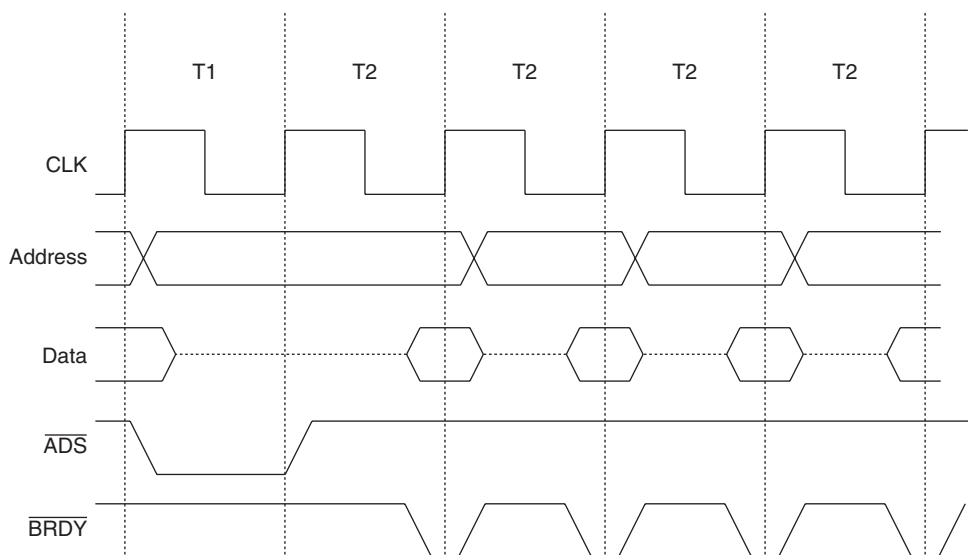 T1 T2 T2 T2 T2
CLK
Address
Data
ADS
BRDY